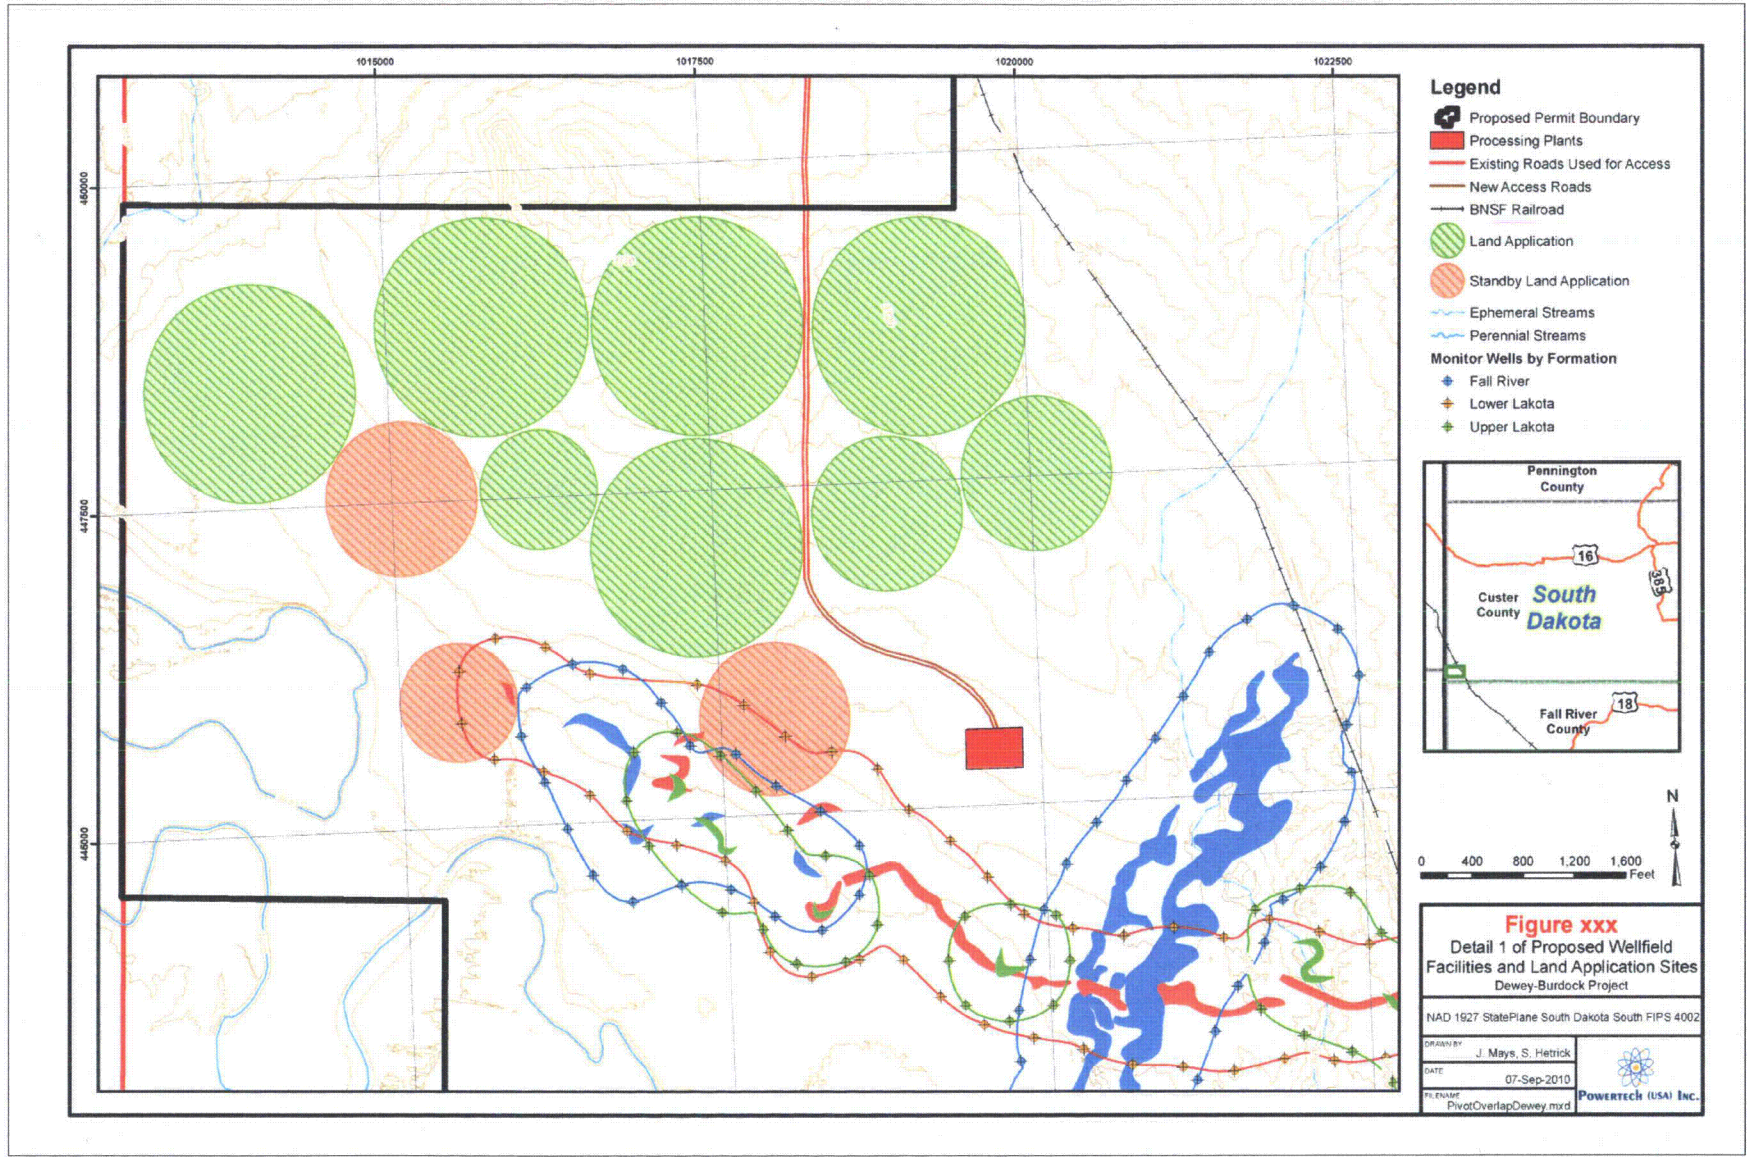 1015000
1017500
1020000
1022500
450000
447500
445000
Legend
Proposed Permit Boundary
Processing Plants
Existing Roads Used for Access
New Access Roads
BNSF Railroad
Land Application
Standby Land Application
Ephemeral Streams
Perennial Streams
Monitor Wells by Formation
Fall River
Lower Lakota
Upper Lakota
Pennington
County
16
385
Custer
County
South
Dakota
Fall River
County
18
N
0 400 800 1,200 1,600
Feet
Figure xxx
Detail 1 of Proposed Wellfield
Facilities and Land Application Sites
Dewey-Burdock Project
NAD 1927 StatePlane South Dakota South FIPS 4002
DRAWN BY
J. Mays, S. Hetrick
DATE
07-Sep-2010
FILENAME
PivotOverlapDewey.mxd
POWERTECH (USA) INC.